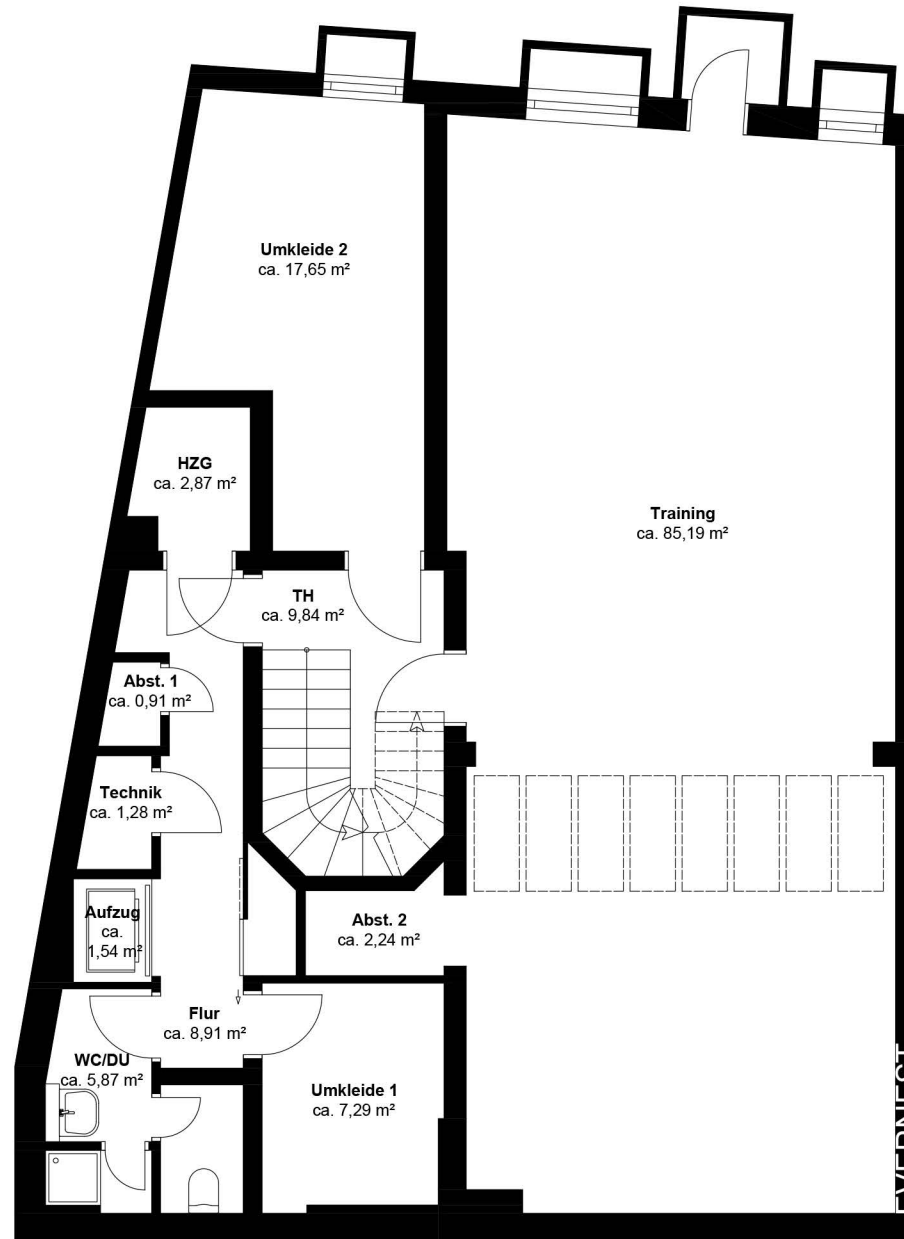 Umkleide 2
ca. 17,65 m²
HZG
ca. 2,87 m²
Training
ca. 85,19 m²
TH
ca. 9,84 m²
Abst. 1
ca. 0,91 m²
Technik
ca. 1,28 m²
Aufzug
ca.
1,54 m²
Abst. 2
ca. 2,24 m²
Flur
ca. 8,91 m²
WC/DU
ca. 5,87 m²
Umkleide 1
ca. 7,29 m²
EVERNEST